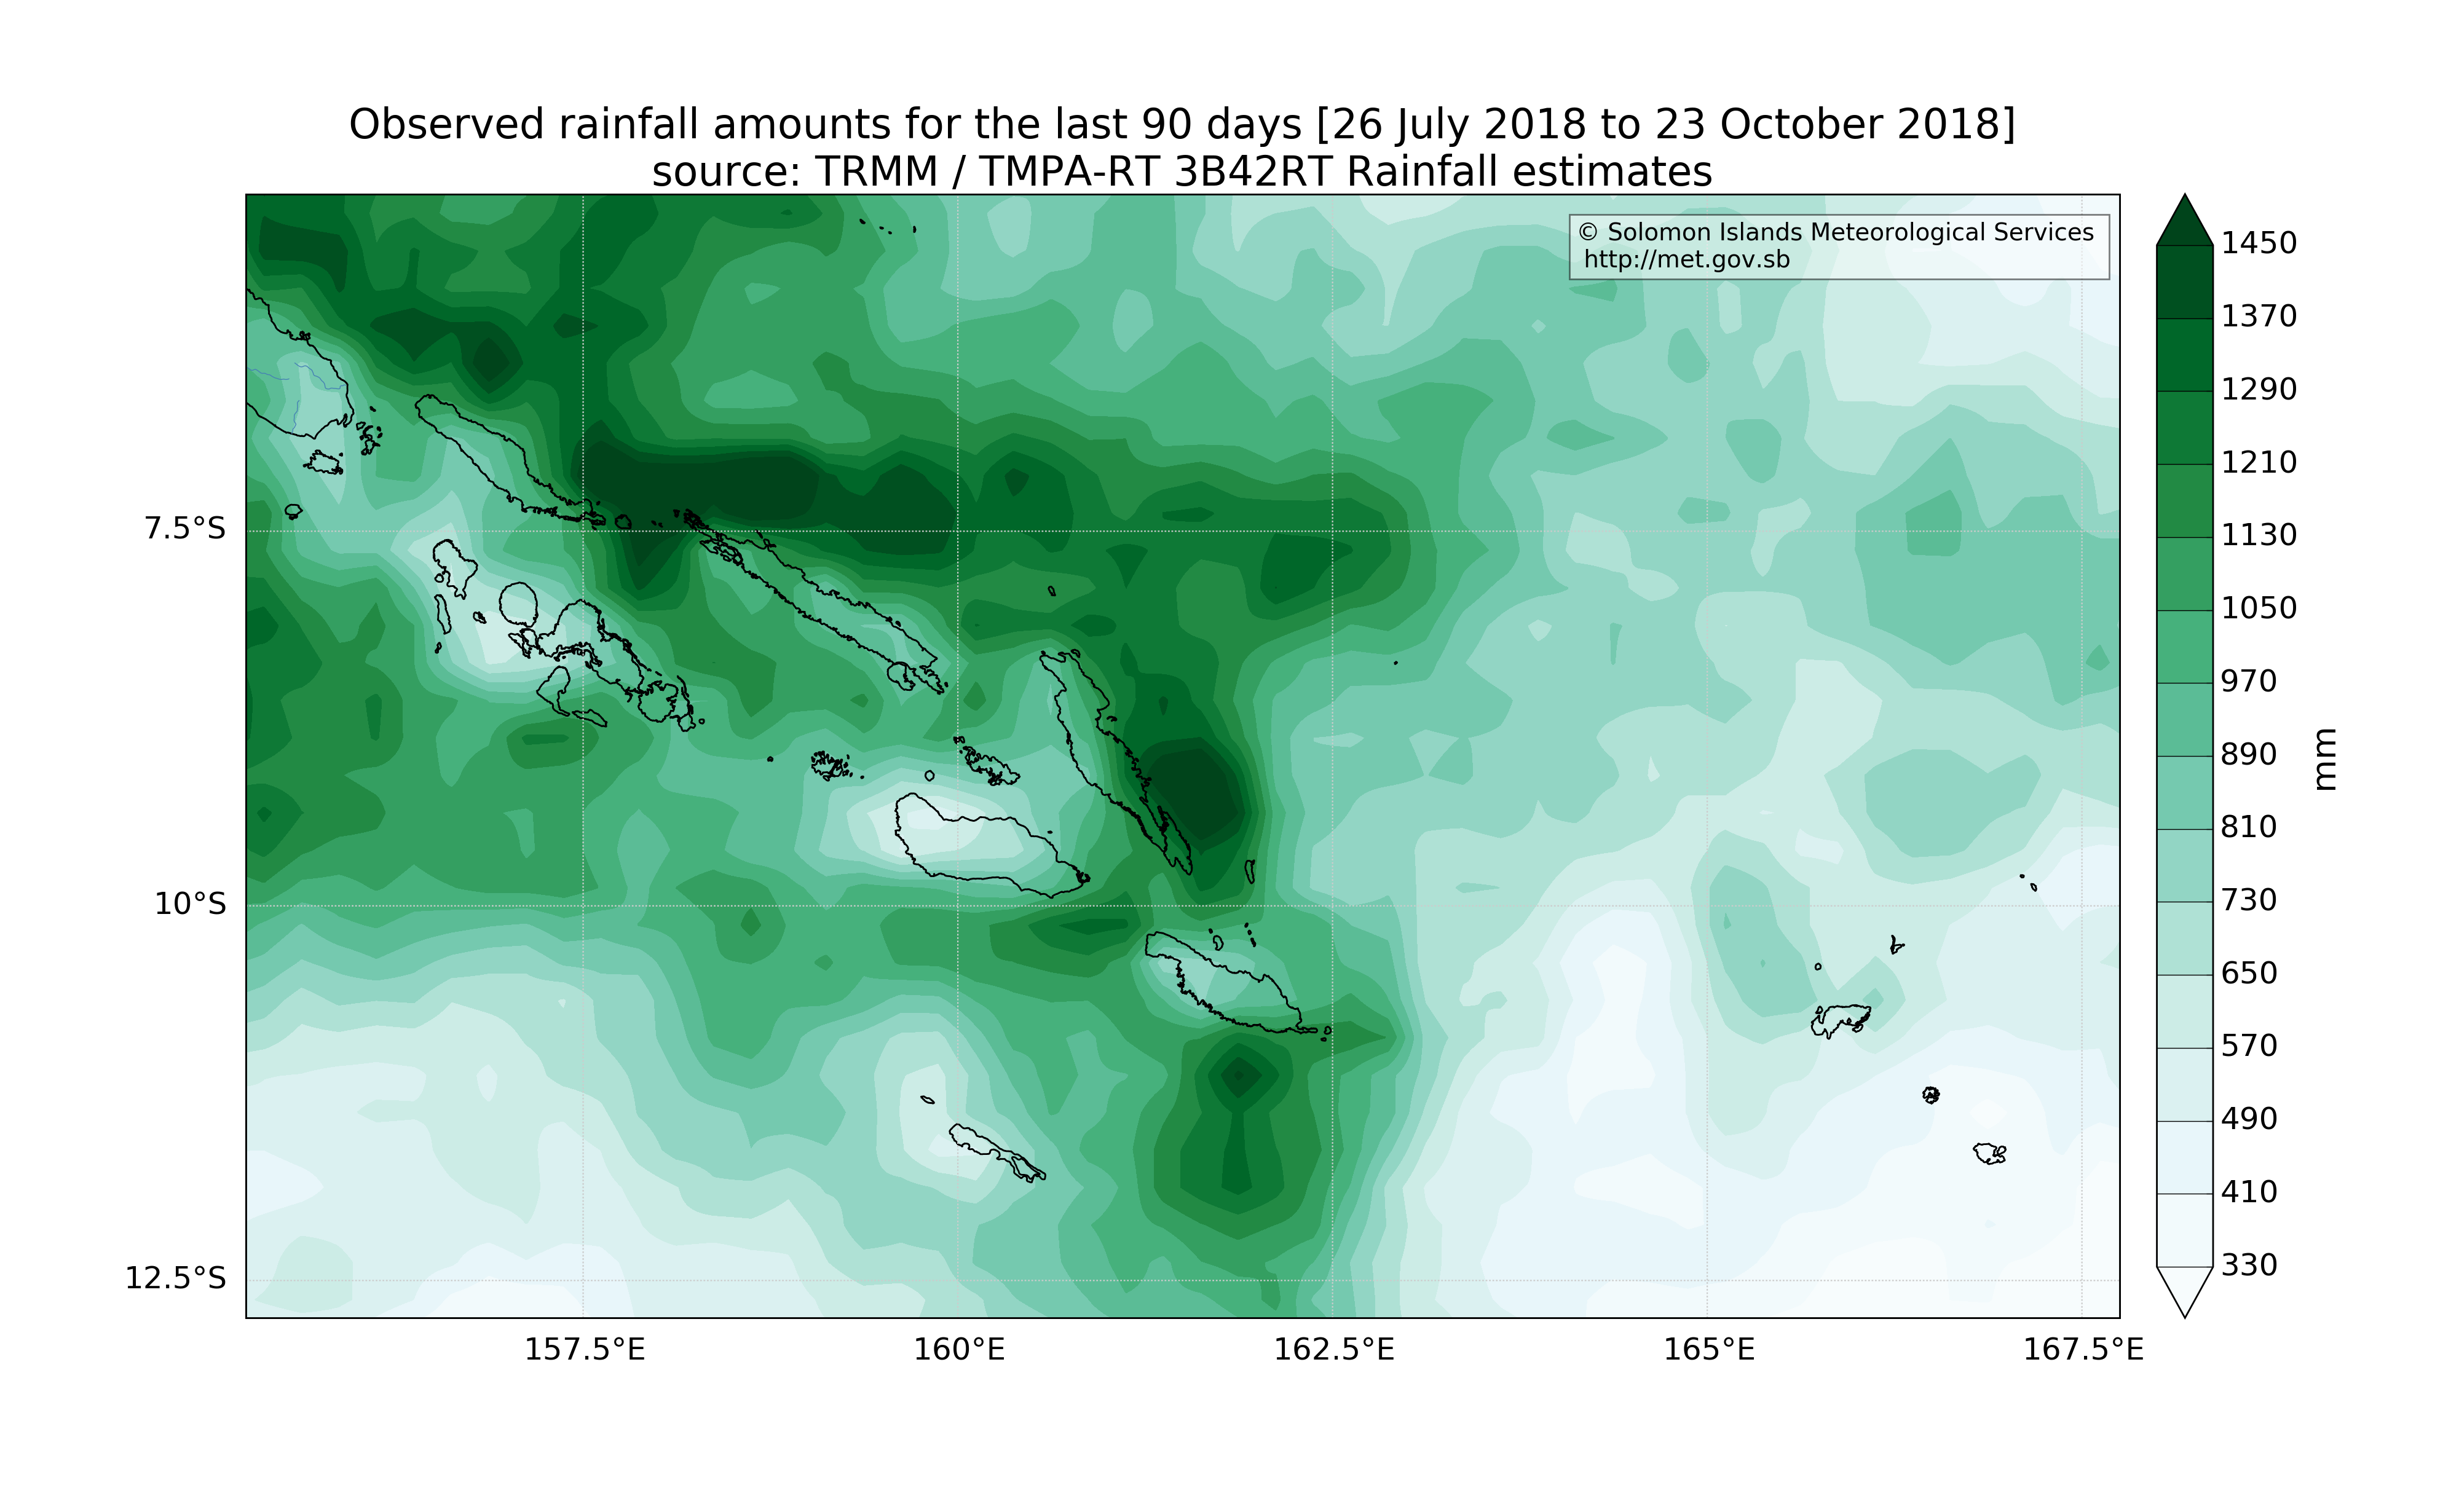 Observed rainfall amounts for the last 90 days [26 July 2018 to 23 October 2018]
source: TRMM / TMPA-RT 3B42RT Rainfall estimates
© Solomon Islands Meteorological Services
http://met.gov.sb
7.5°S
10°S
12.5°S
157.5°E
160°E
162.5°E
165°E
167.5°E
1450
1370
1290
1210
1130
1050
970
890
810
730
650
570
490
410
330
mm